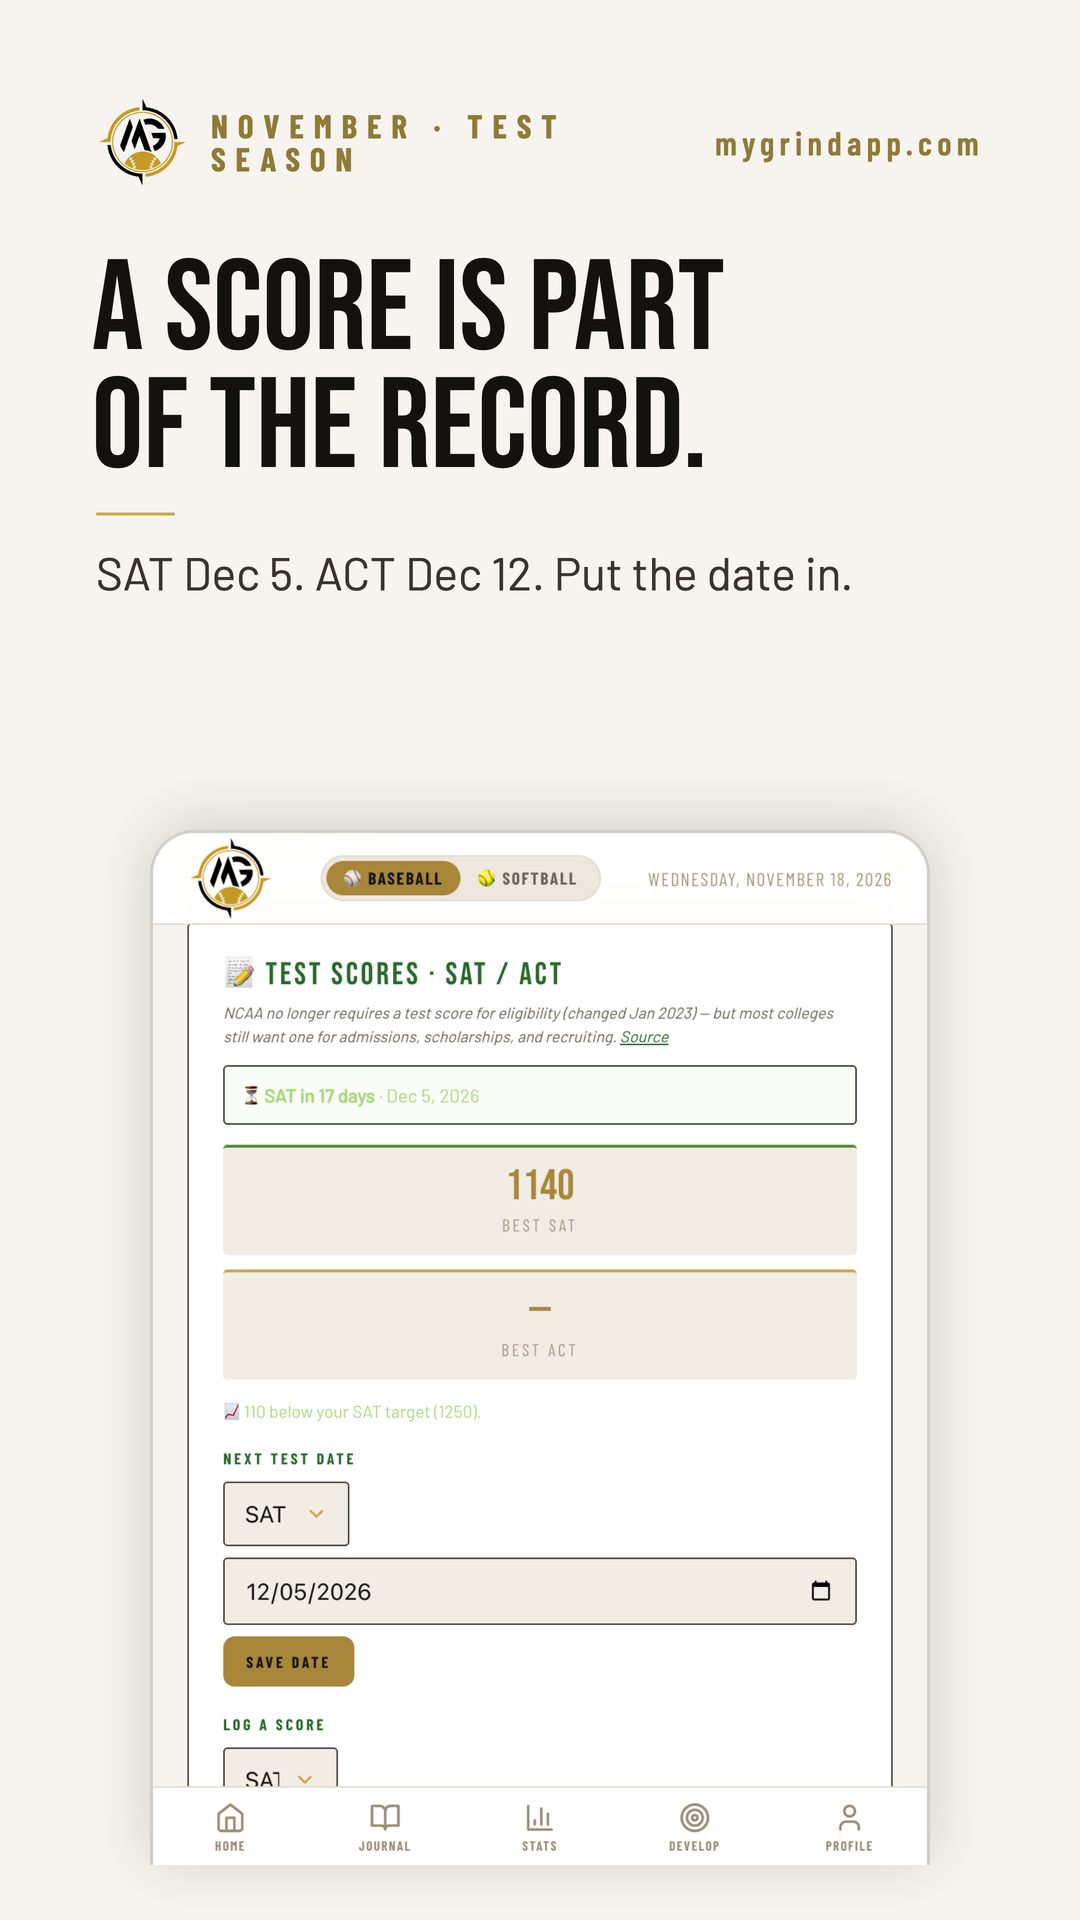 MG
NOVEMBER · TEST
SEASON
mygrindapp.com
A SCORE IS PART
OF THE RECORD.
SAT Dec 5. ACT Dec 12. Put the date in.
MG
BASEBALL
SOFTBALL
WEDNESDAY, NOVEMBER 18, 2026
TEST SCORES · SAT / ACT
NCAA no longer requires a test score for eligibility (changed Jan 2023) — but most colleges
still want one for admissions, scholarships, and recruiting. Source
SAT in 17 days · Dec 5, 2026
1140
BEST SAT
—
BEST ACT
110 below your SAT target (1250).
NEXT TEST DATE
SAT
12/05/2026
SAVE DATE
LOG A SCORE
SAT
HOME
JOURNAL
STATS
DEVELOP
PROFILE